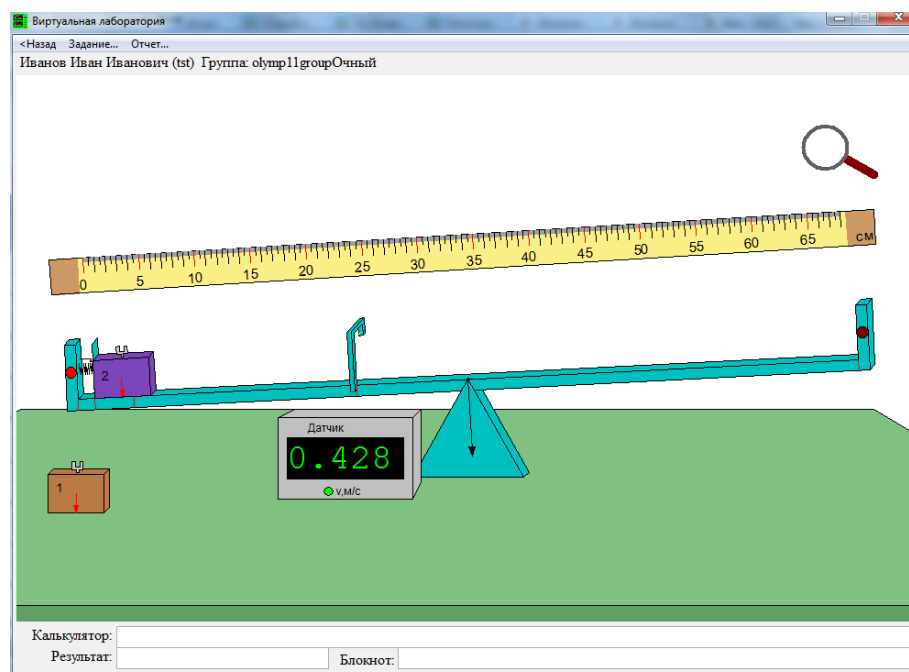 Виртуальная лаборатория
<Назад Задание... Отчет...
Иванов Иван Иванович (tst) Группа: olymp11groupОчный
0 5 10 15 20 25 30 35 40 45 50 55 60 65 см
2
Датчик
0.428
v,м/с
1
Калькулятор:
Результат: Блокнот: